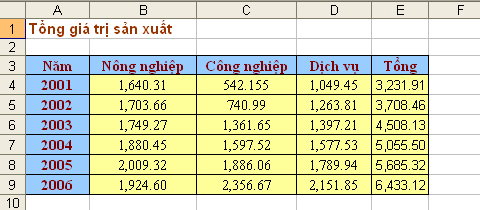 A B C D E F
1 Tổng giá trị sản xuất
2
3 Năm Nông nghiệp Công nghiệp Dịch vụ Tổng
4 2001 1,640.31 542.155 1,049.45 3,231.91
5 2002 1,703.66 740.99 1,263.81 3,708.46
6 2003 1,749.27 1,361.65 1,397.21 4,508.13
7 2004 1,880.45 1,597.52 1,577.53 5,055.50
8 2005 2,009.32 1,886.06 1,789.94 5,685.32
9 2006 1,924.60 2,356.67 2,151.85 6,433.12
10